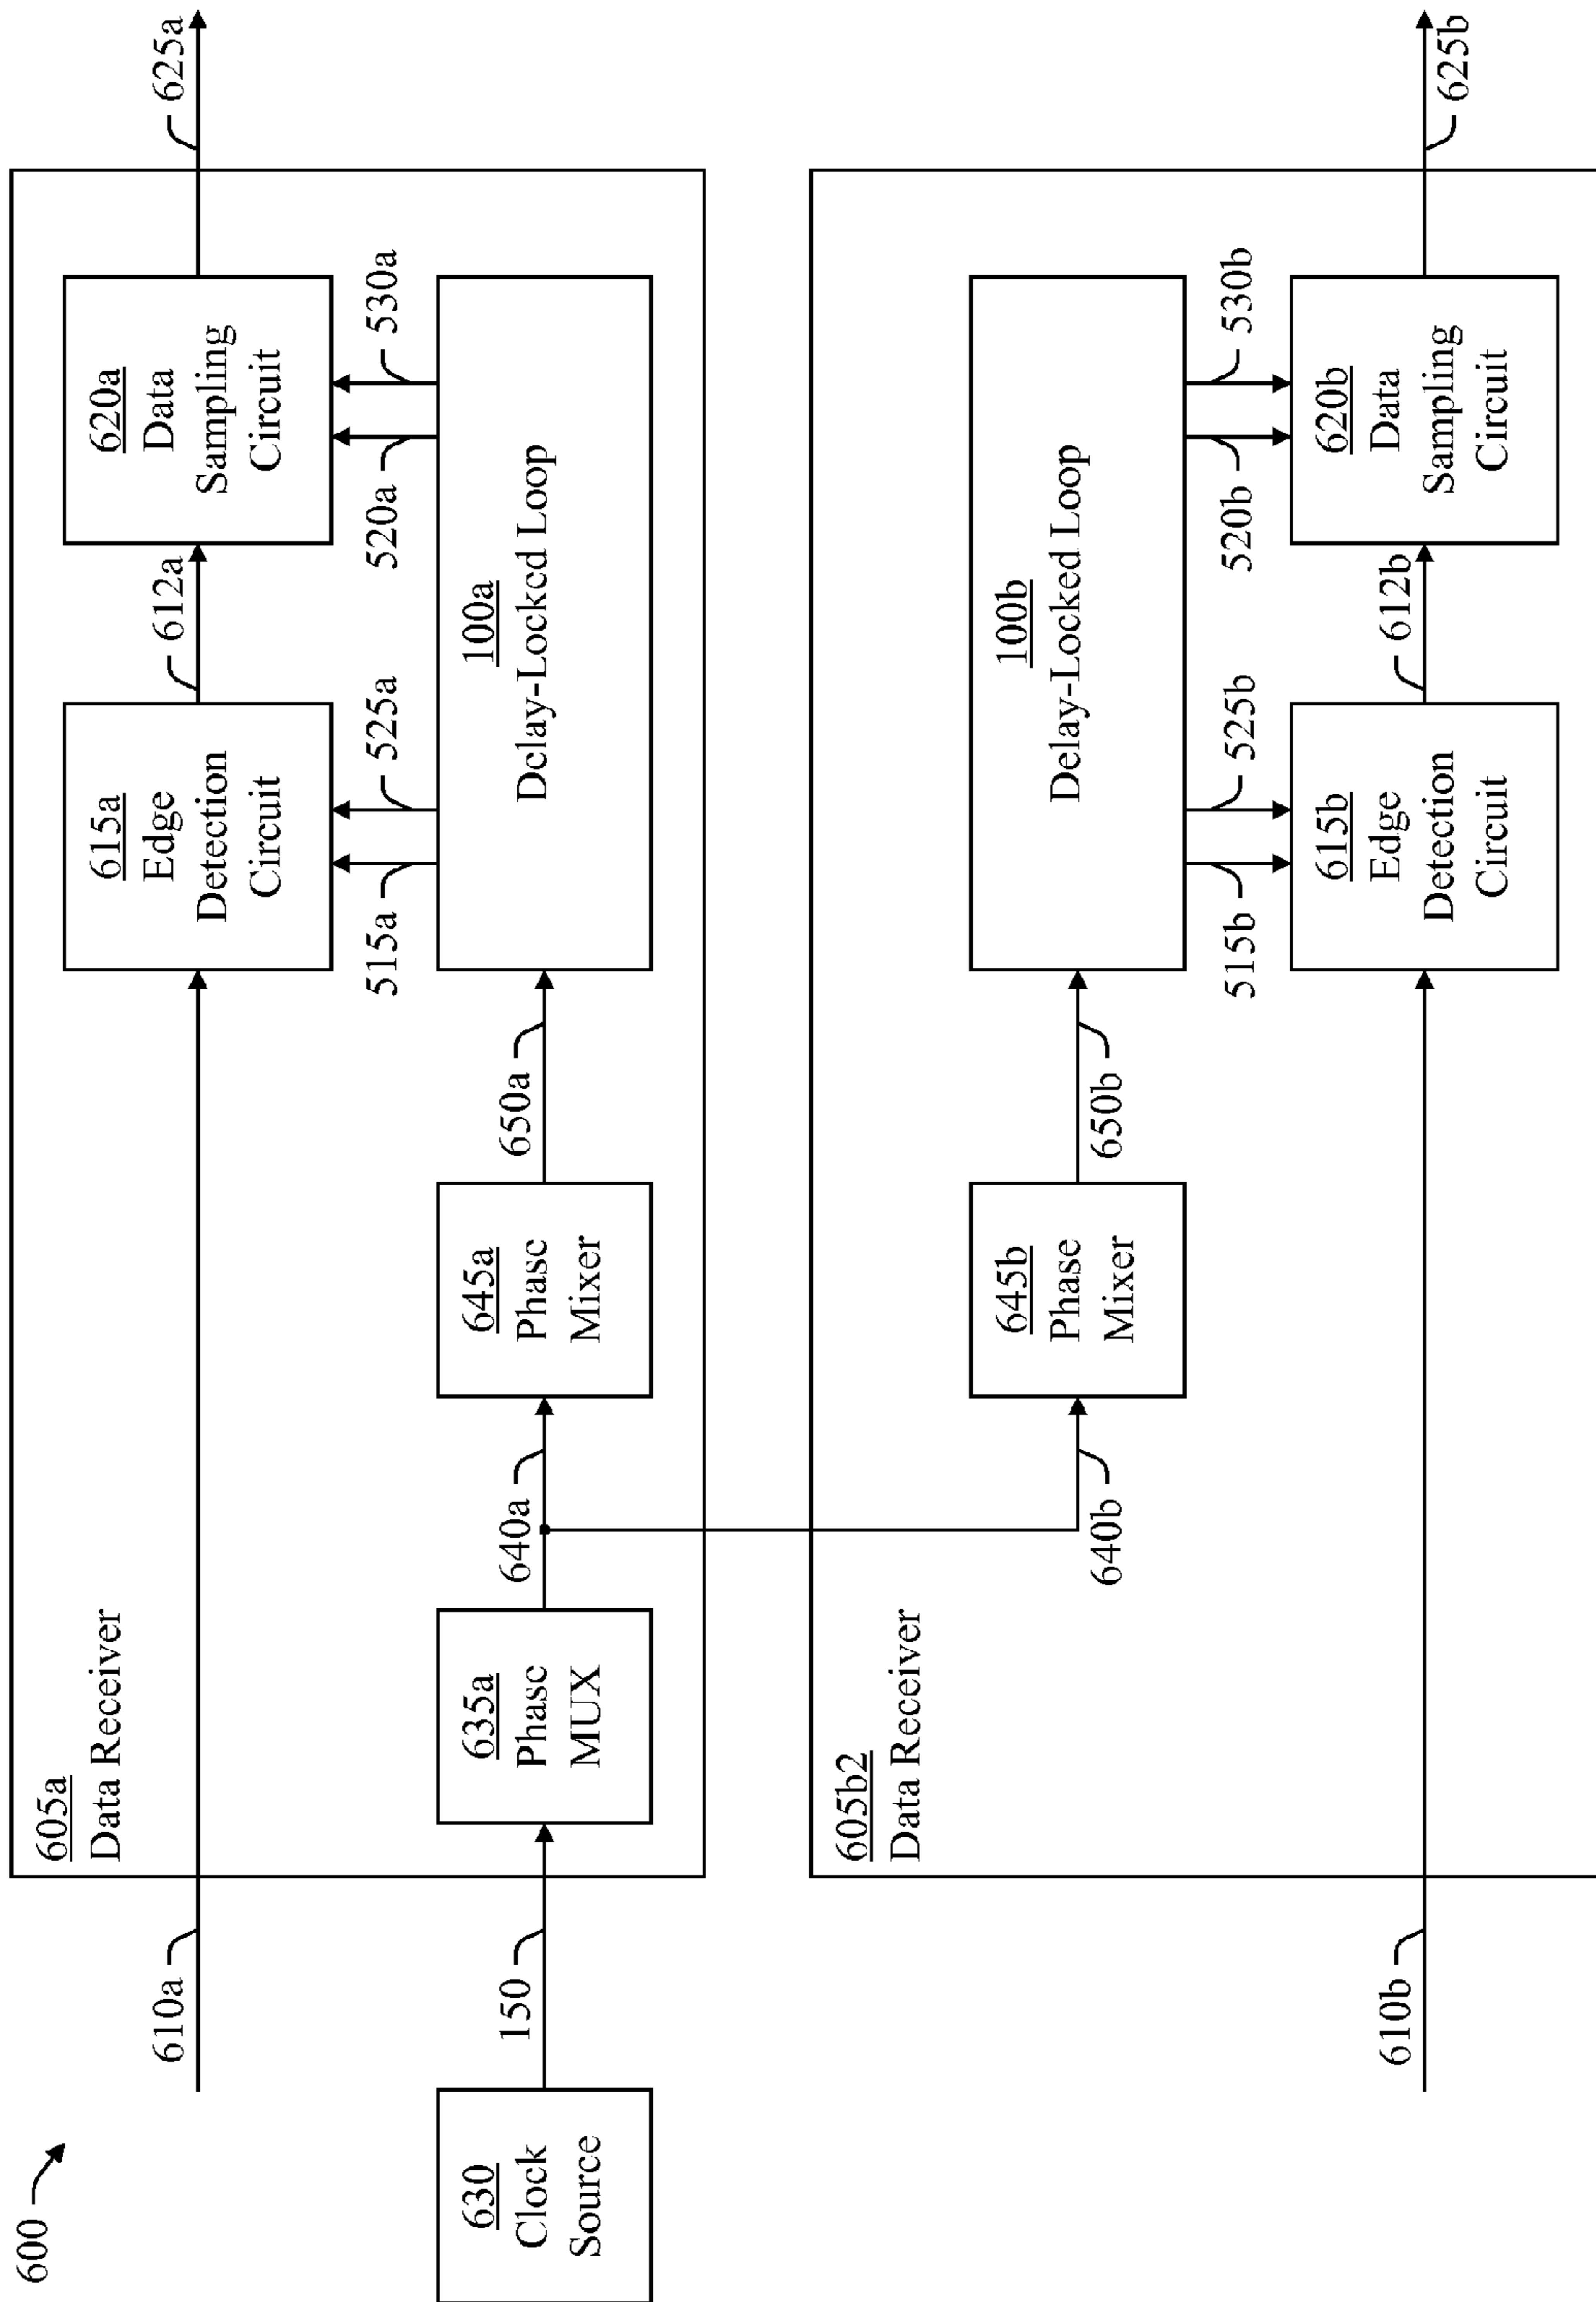 600
605a
Data Receiver
610a
615a
Edge
Detection
Circuit
612a
620a
Data
Sampling
Circuit
625a
515a
525a
520a
530a
630
Clock
Source
150
635a
Phase
MUX
640a
645a
Phase
Mixer
650a
100a
Delay-Locked Loop
605b2
Data Receiver
640b
645b
Phase
Mixer
650b
100b
Delay-Locked Loop
515b
525b
520b
530b
610b
615b
Edge
Detection
Circuit
612b
620b
Data
Sampling
Circuit
625b